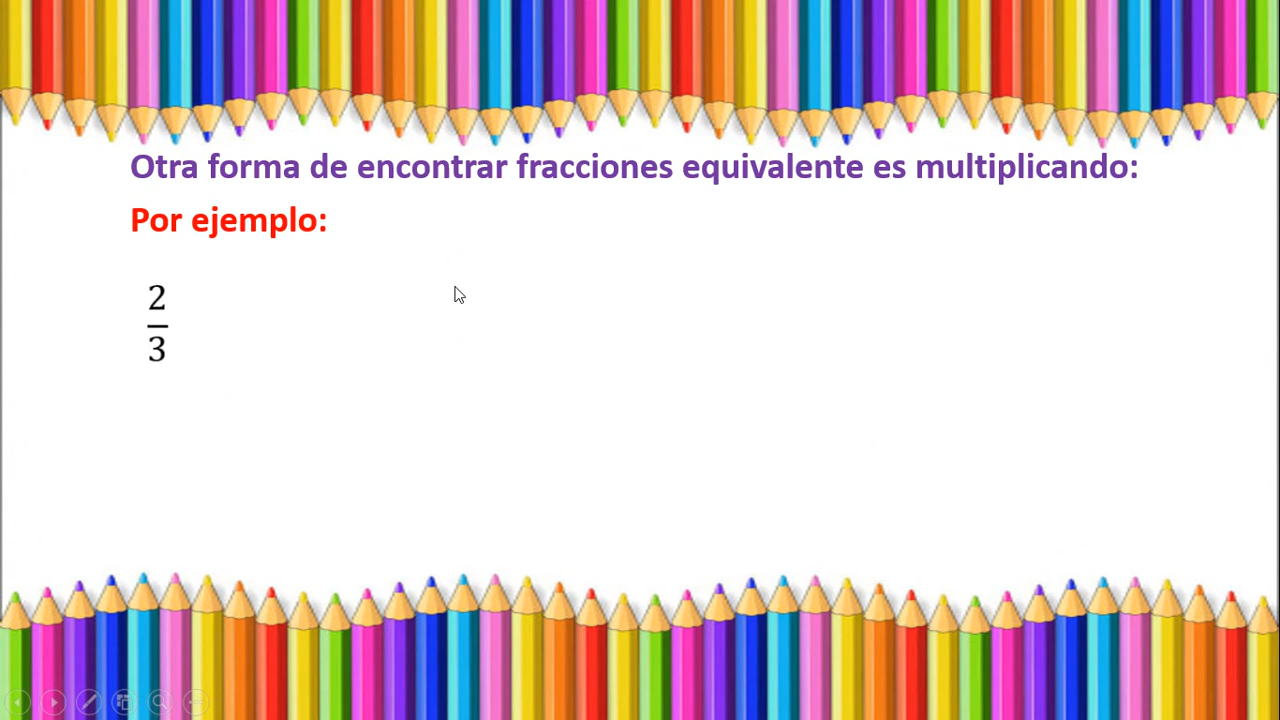 Otra forma de encontrar fracciones equivalente es multiplicando:
Por ejemplo:
2
3